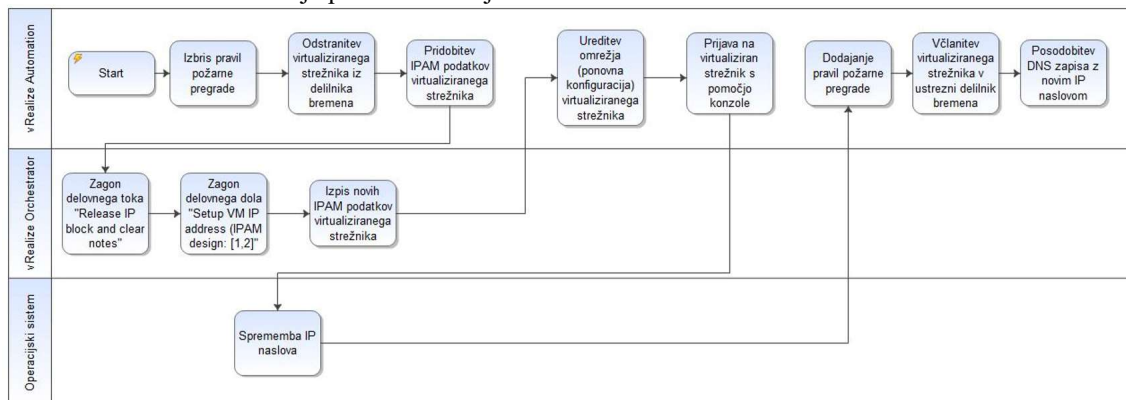 vRealize Automation
Start
Izbris pravil
požarne
pregrade
Odstranitev
virtualiziranega
strežnika iz
delilnika
bremena
Pridobitev
IPAM podatkov
virtualiziranega
strežnika
Ureditev
omrežja
(ponovna
konfiguracija)
virtualiziranega
strežnika
Prijava na
virtualiziran
strežnik s
pomočjo
konzole
Dodajanje
pravil požarne
pregrade
Včlanitev
virtualiziranega
strežnika v
ustrezni delilnik
bremena
Posodobitev
DNS zapisa z
novim IP
naslovom
vRealize Orchestrator
Zagon
delovnega toka
"Release IP
block and clear
notes"
Zagon
delovnega dola
"Setup VM IP
address (IPAM
design: [1,2]"
Izpis novih
IPAM podatkov
virtualiziranega
strežnika
Operacijski sistem
Sprememba IP
naslova